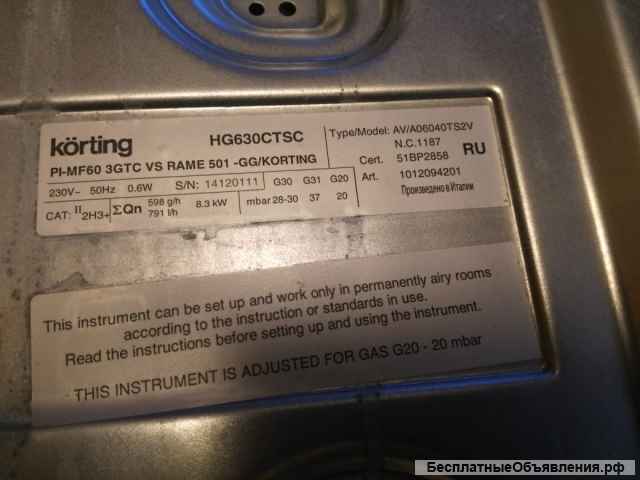 körting HG630CTSC
PI-MF60 3GTC VS RAME 501 -GG/KORTING
230V~ 50Hz 0.6W S/N: 14120111
CAT: II2H3+ ΣQn 598 g/h 791 l/h 8.3 kW
G30 G31 G20
mbar 28-30 37 20
Type/Model: AV/A06040TS2V
N.C.1187
Cert. 51BP2858 RU
Art. 1012094201
Произведено в Италии
This instrument can be set up and work only in permanently airy rooms
according to the instruction or standards in use.
Read the instructions before setting up and using the instrument.
THIS INSTRUMENT IS ADJUSTED FOR GAS G20 - 20 mbar
БесплатныеОбъявления.рф